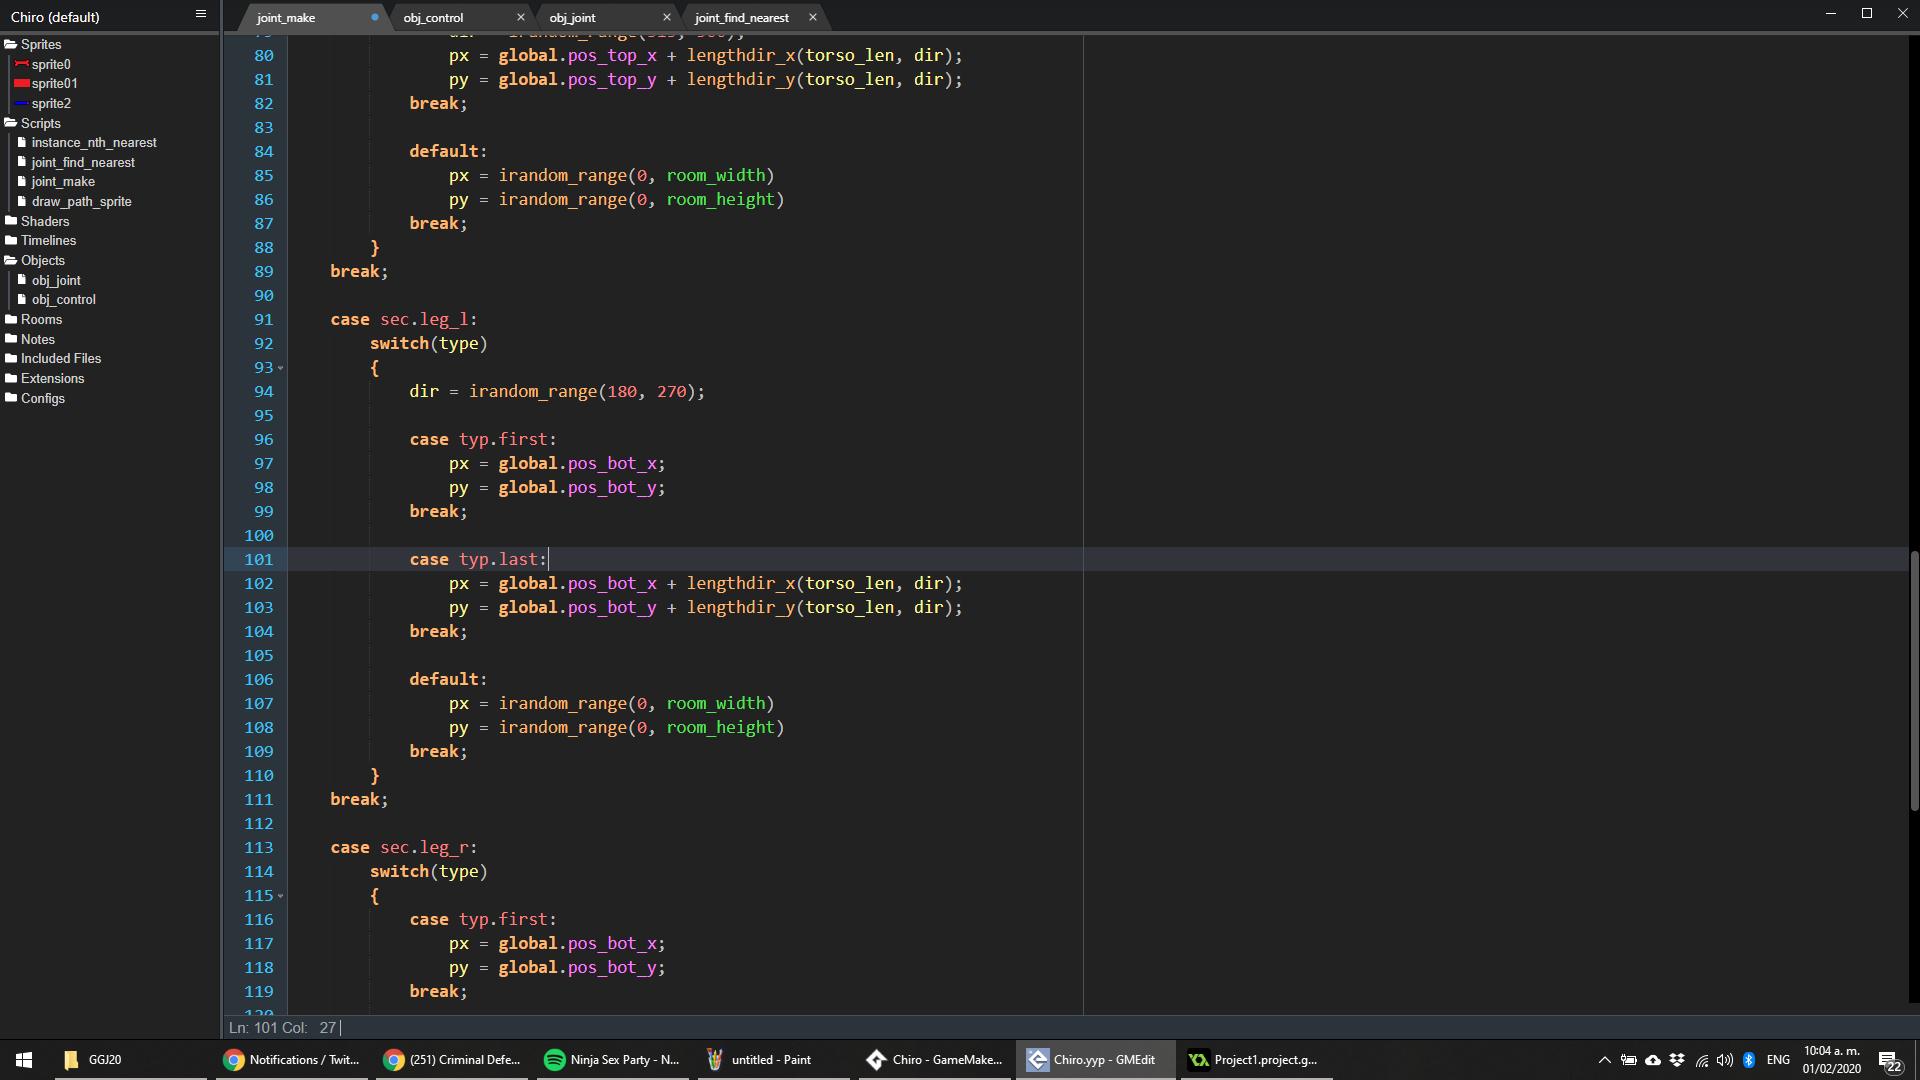 Chiro (default)
joint_make
obj_control
obj_joint
joint_find_nearest
Sprites
sprite0
sprite01
sprite2
Scripts
instance_nth_nearest
joint_find_nearest
joint_make
draw_path_sprite
Shaders
Timelines
Objects
obj_joint
obj_control
Rooms
Notes
Included Files
Extensions
Configs
80 px = global.pos_top_x + lengthdir_x(torso_len, dir);
81 py = global.pos_top_y + lengthdir_y(torso_len, dir);
82 break;
83
84 default:
85 px = irandom_range(0, room_width)
86 py = irandom_range(0, room_height)
87 break;
88 }
89 break;
90
91 case sec.leg_l:
92 switch(type)
93 {
94 dir = irandom_range(180, 270);
95
96 case typ.first:
97 px = global.pos_bot_x;
98 py = global.pos_bot_y;
99 break;
100
101 case typ.last:
102 px = global.pos_bot_x + lengthdir_x(torso_len, dir);
103 py = global.pos_bot_y + lengthdir_y(torso_len, dir);
104 break;
105
106 default:
107 px = irandom_range(0, room_width)
108 py = irandom_range(0, room_height)
109 break;
110 }
111 break;
112
113 case sec.leg_r:
114 switch(type)
115 {
116 case typ.first:
117 px = global.pos_bot_x;
118 py = global.pos_bot_y;
119 break;
Ln: 101 Col: 27
GGJ20
Notifications / Twit...
(251) Criminal Defe...
Ninja Sex Party - N...
untitled - Paint
Chiro - GameMake...
Chiro.yyp - GMEdit
Project1.project.g...
ENG
10:04 a. m.
01/02/2020
22